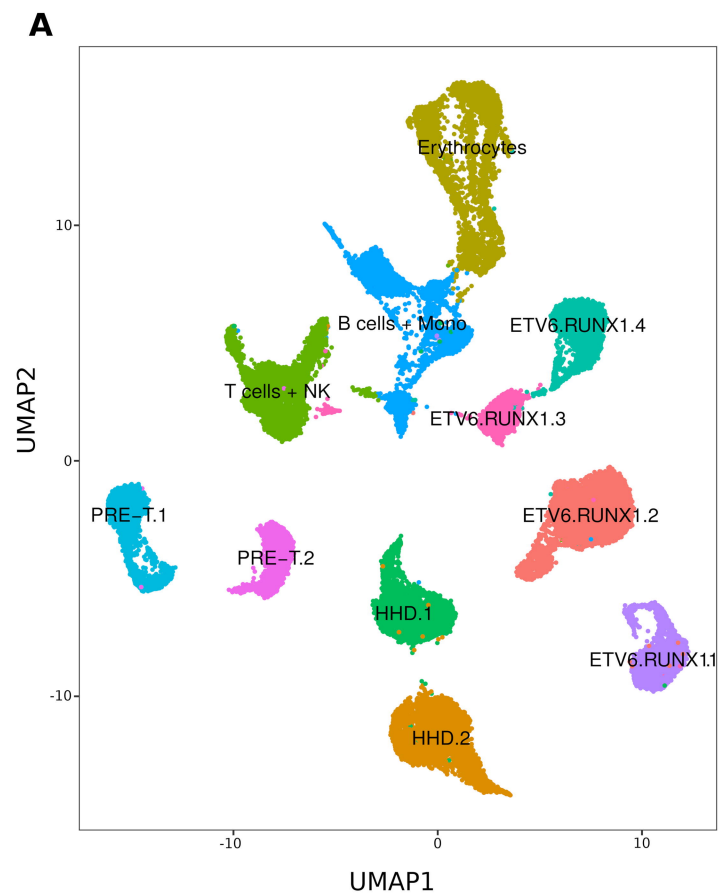 A
UMAP2
10
0
-10
Erythrocytes
B cells + Mono
ETV6.RUNX1.4
T cells + NK
ETV6.RUNX1.3
PRE−T.1
ETV6.RUNX1.2
PRE−T.2
HHD.1
ETV6.RUNX1.1
HHD.2
-10
0
10
UMAP1